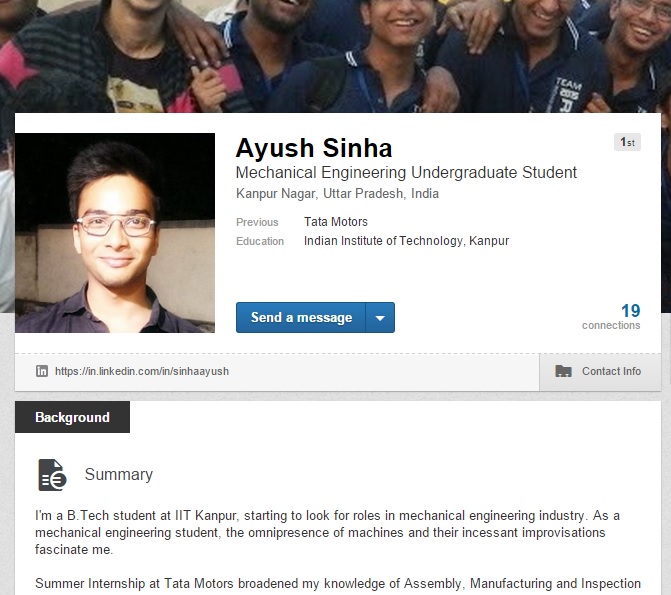 TEAM
Ayush Sinha
1st
Mechanical Engineering Undergraduate Student
Kanpur Nagar, Uttar Pradesh, India
Previous Tata Motors
Education Indian Institute of Technology, Kanpur
Send a message
19
connections
https://in.linkedin.com/in/sinhaayush
Contact Info
Background
Summary
I'm a B.Tech student at IIT Kanpur, starting to look for roles in mechanical engineering industry. As a
mechanical engineering student, the omnipresence of machines and their incessant improvisations
fascinate me.
Summer Internship at Tata Motors broadened my knowledge of Assembly, Manufacturing and Inspection